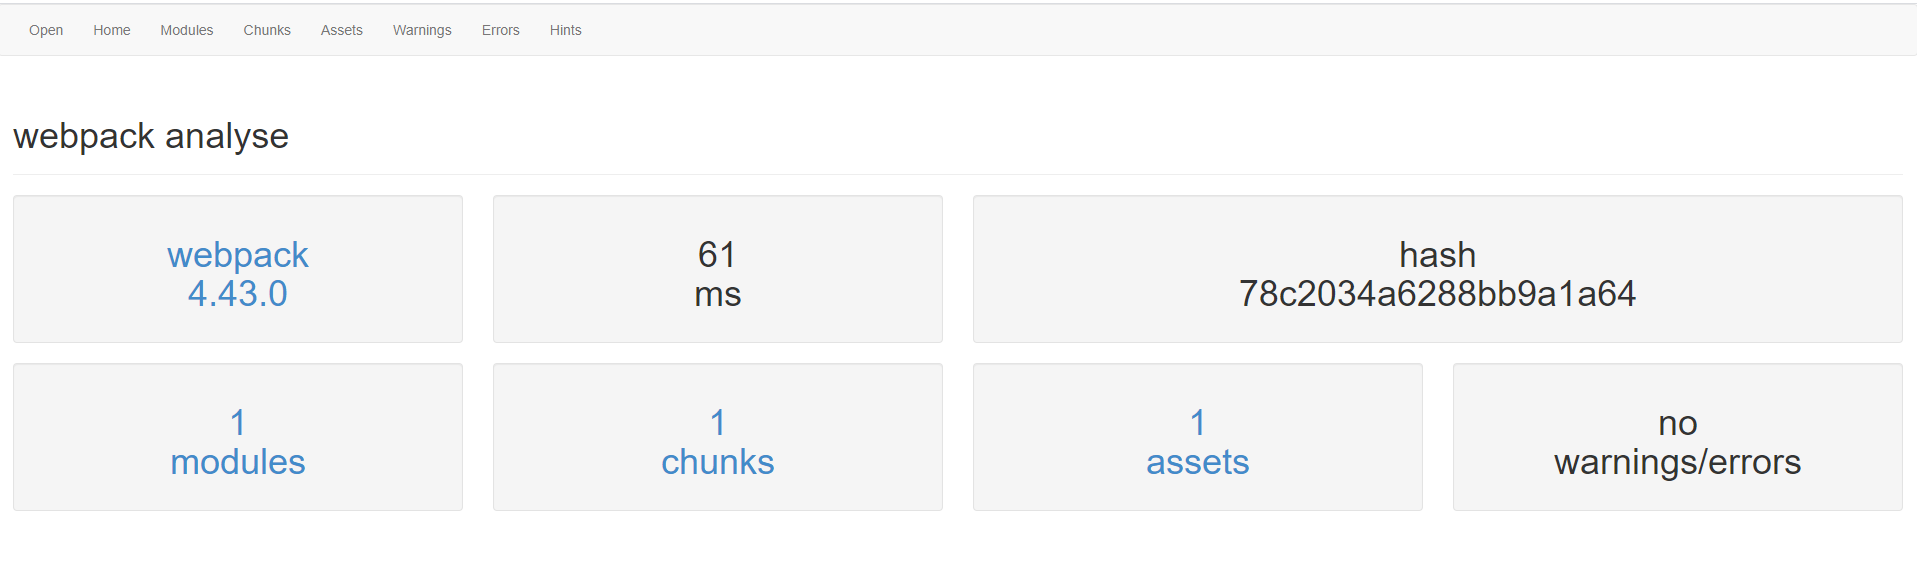 Open Home Modules Chunks Assets Warnings Errors Hints
webpack analyse
webpack
4.43.0
61
ms
hash
78c2034a6288bb9a1a64
1
modules
1
chunks
1
assets
no
warnings/errors